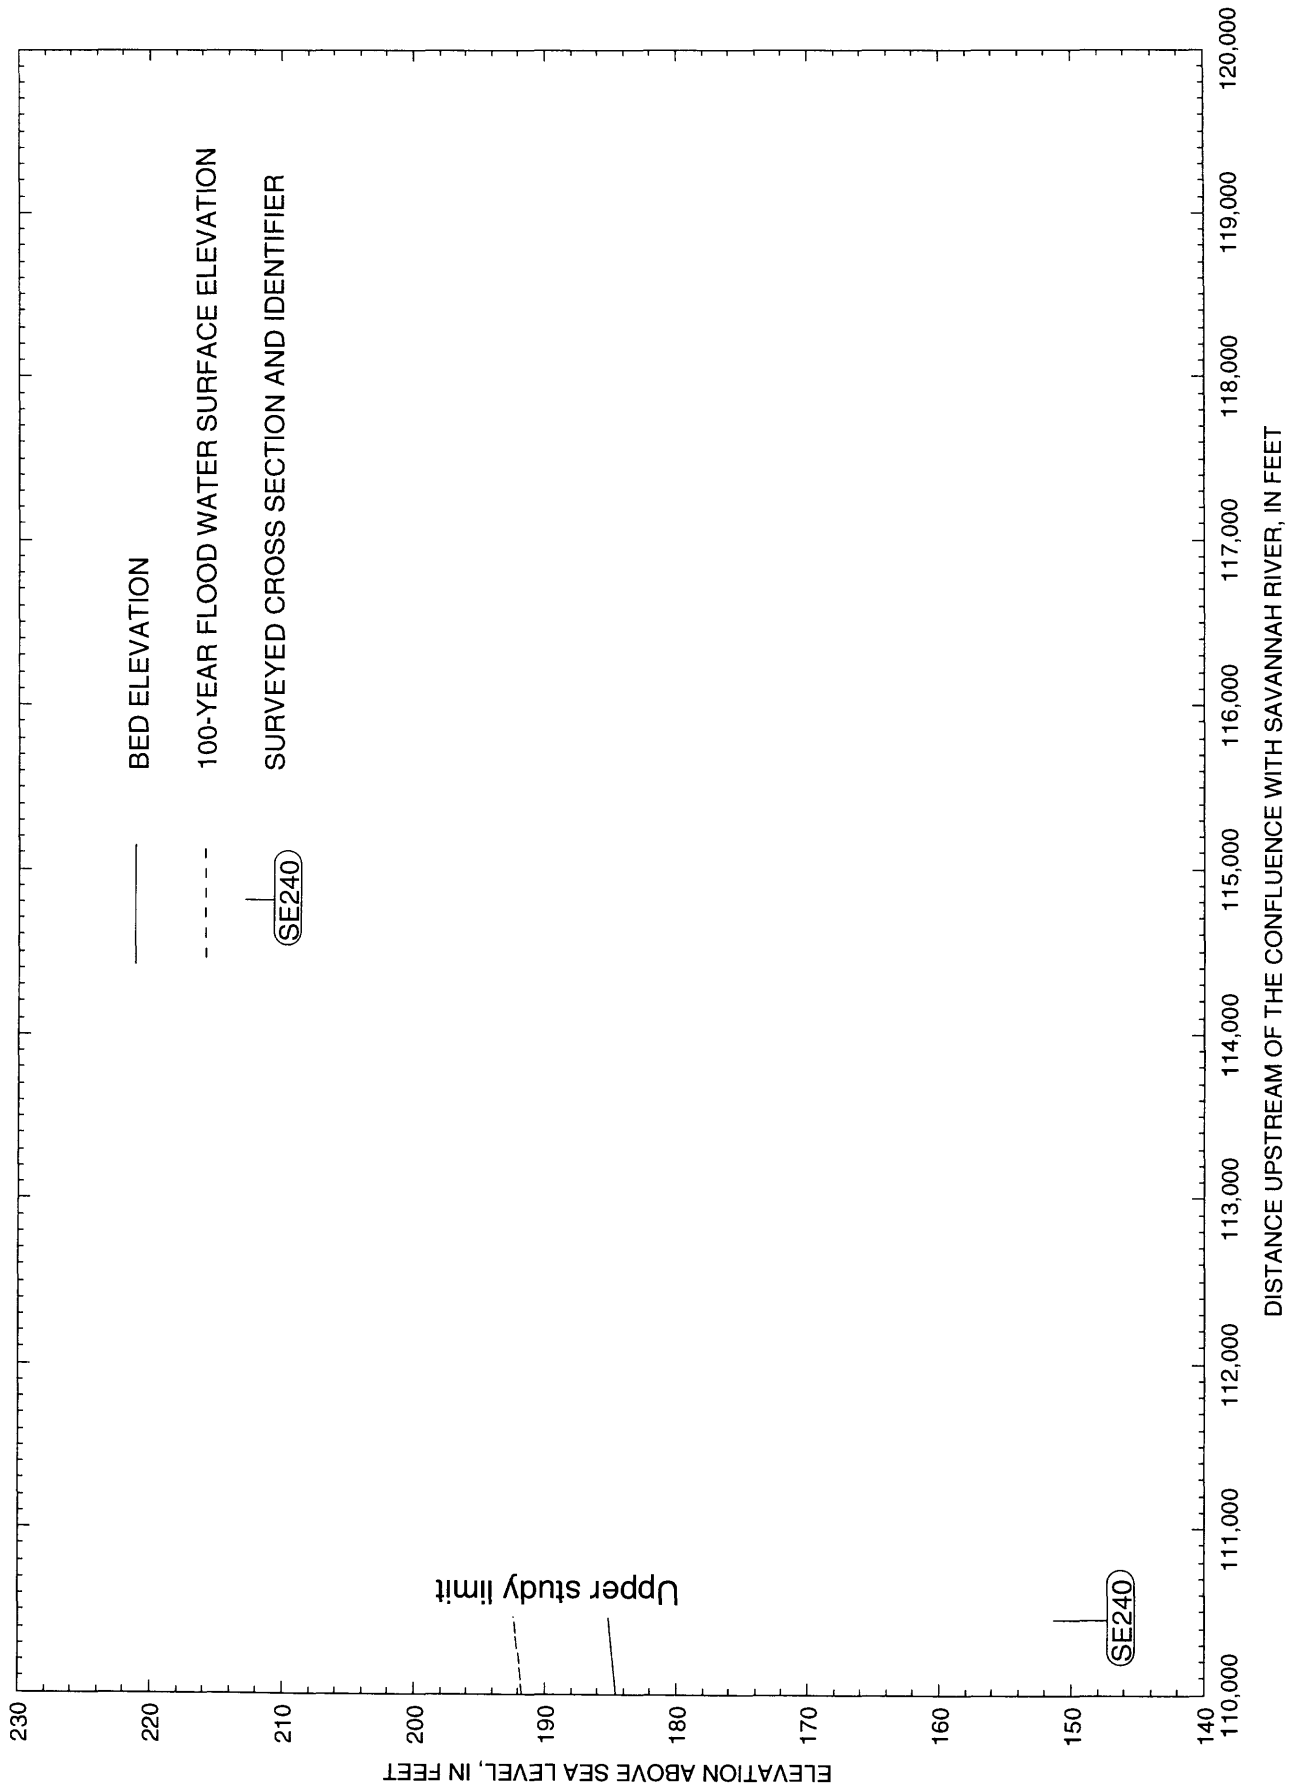 BED ELEVATION
100-YEAR FLOOD WATER SURFACE ELEVATION
SE240
SURVEYED CROSS SECTION AND IDENTIFIER
Upper study limit
SE240
230
220
210
200
190
180
170
160
150
140
ELEVATION ABOVE SEA LEVEL, IN FEET
110,000
111,000
112,000
113,000
114,000
115,000
116,000
117,000
118,000
119,000
120,000
DISTANCE UPSTREAM OF THE CONFLUENCE WITH SAVANNAH RIVER, IN FEET